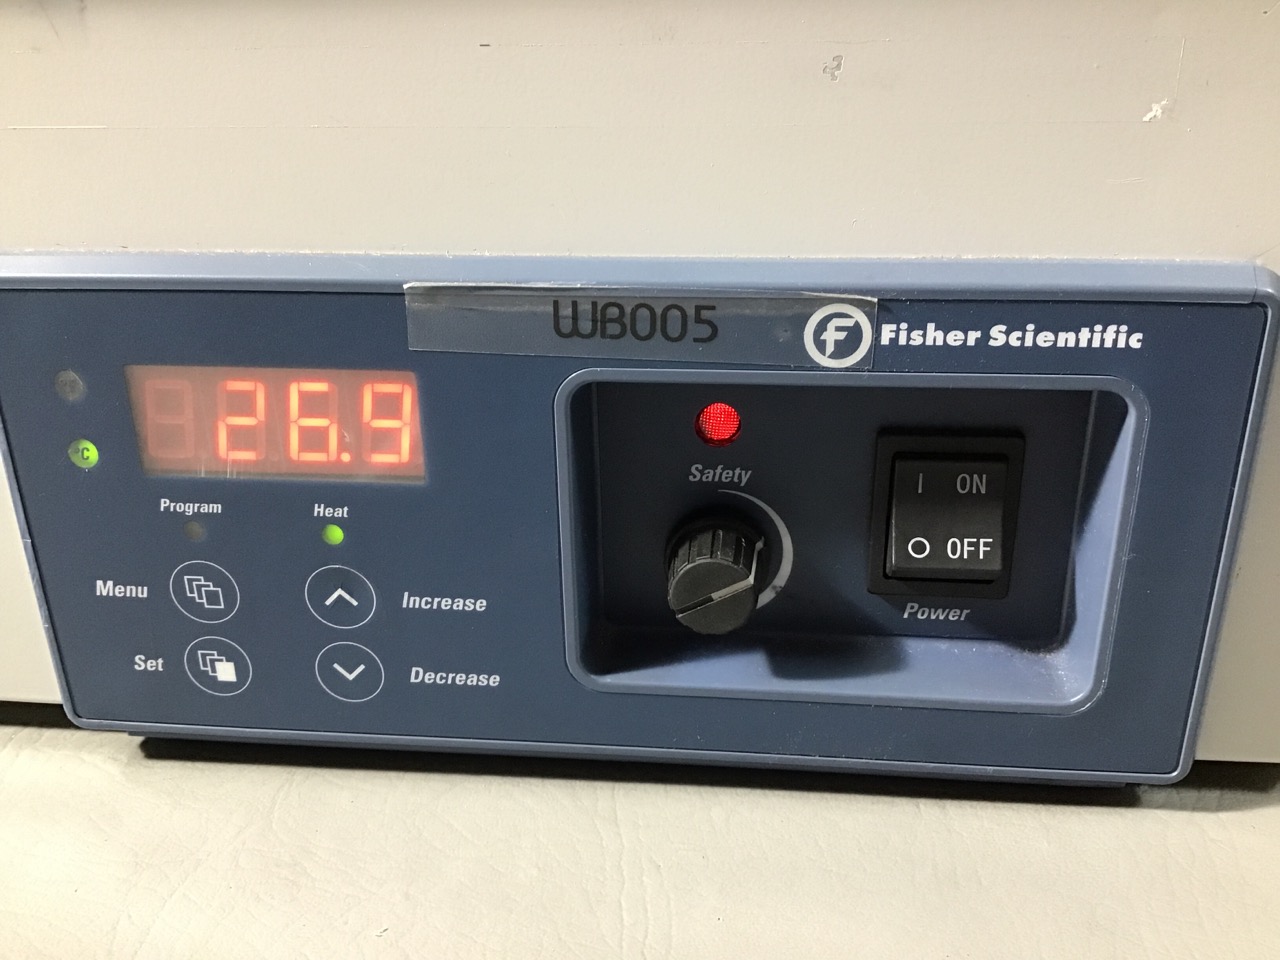 WB005
F Fisher Scientific
°F
26.9
°C
Safety
I ON
O OFF
Power
Program
Heat
Menu
Increase
Set
Decrease